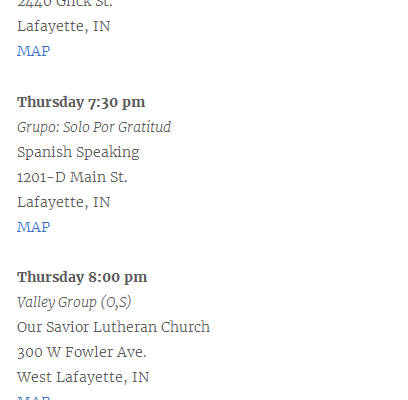 2440 Glick St.
Lafayette, IN
MAP
Thursday 7:30 pm
Grupo: Solo Por Gratitud
Spanish Speaking
1201-D Main St.
Lafayette, IN
MAP
Thursday 8:00 pm
Valley Group (O,S)
Our Savior Lutheran Church
300 W Fowler Ave.
West Lafayette, IN
MAP